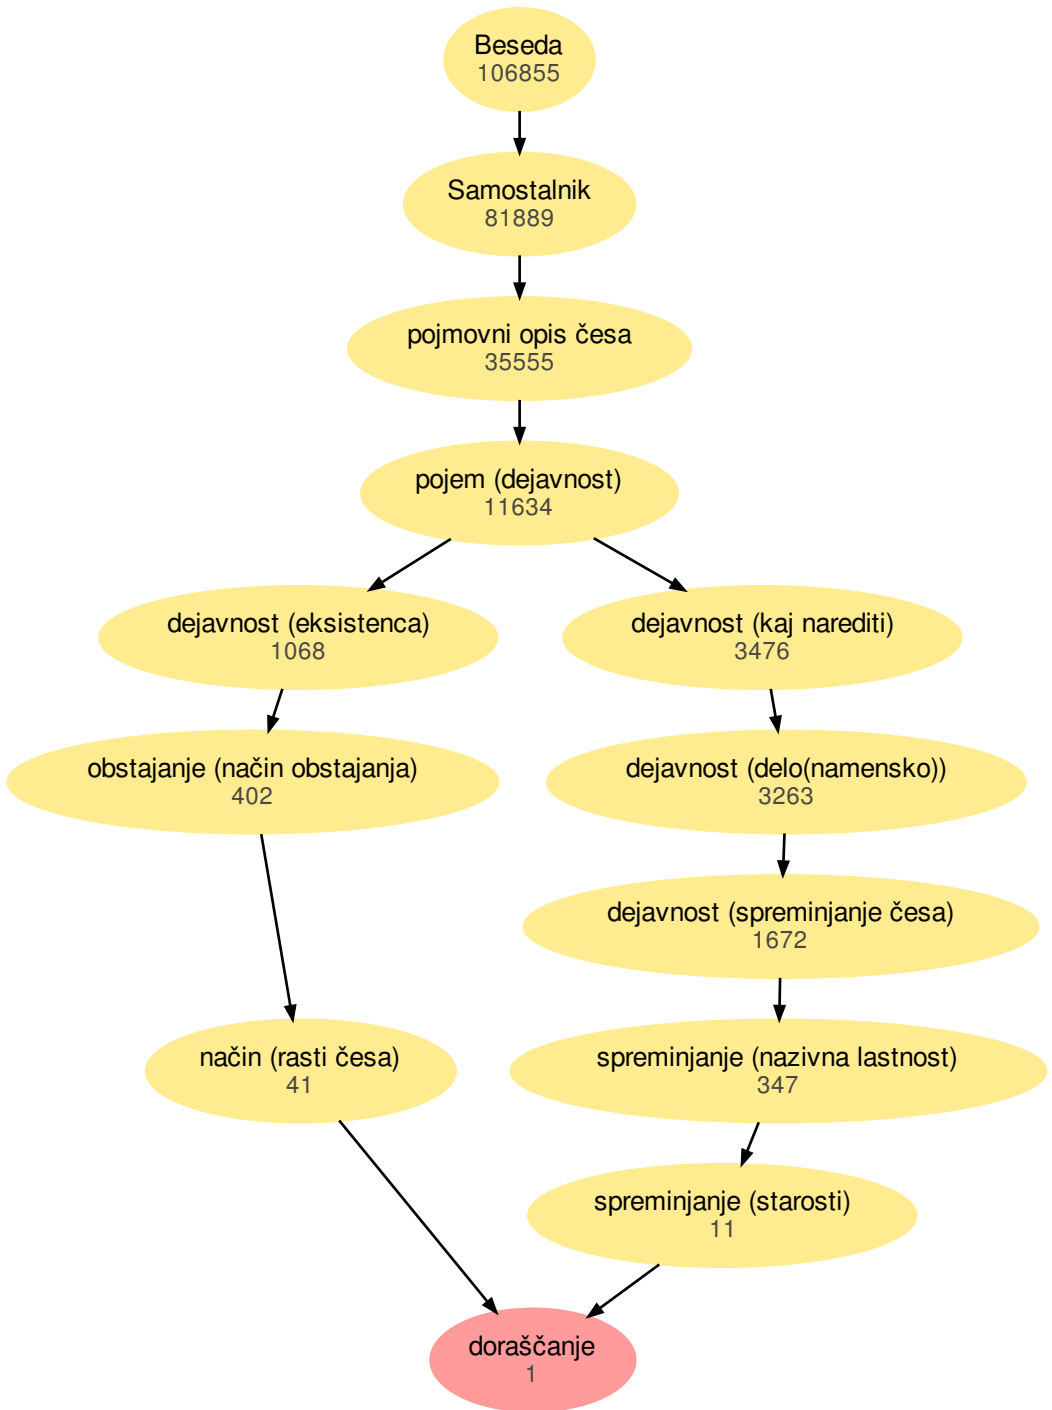 Beseda
106855
Samostalnik
81889
pojmovni opis česa
35555
pojem (dejavnost)
11634
dejavnost (eksistenca)
1068
dejavnost (kaj narediti)
3476
obstajanje (način obstajanja)
402
dejavnost (delo(namensko))
3263
dejavnost (spreminjanje česa)
1672
način (rasti česa)
41
spreminjanje (nazivna lastnost)
347
spreminjanje (starosti)
11
doraščanje
1